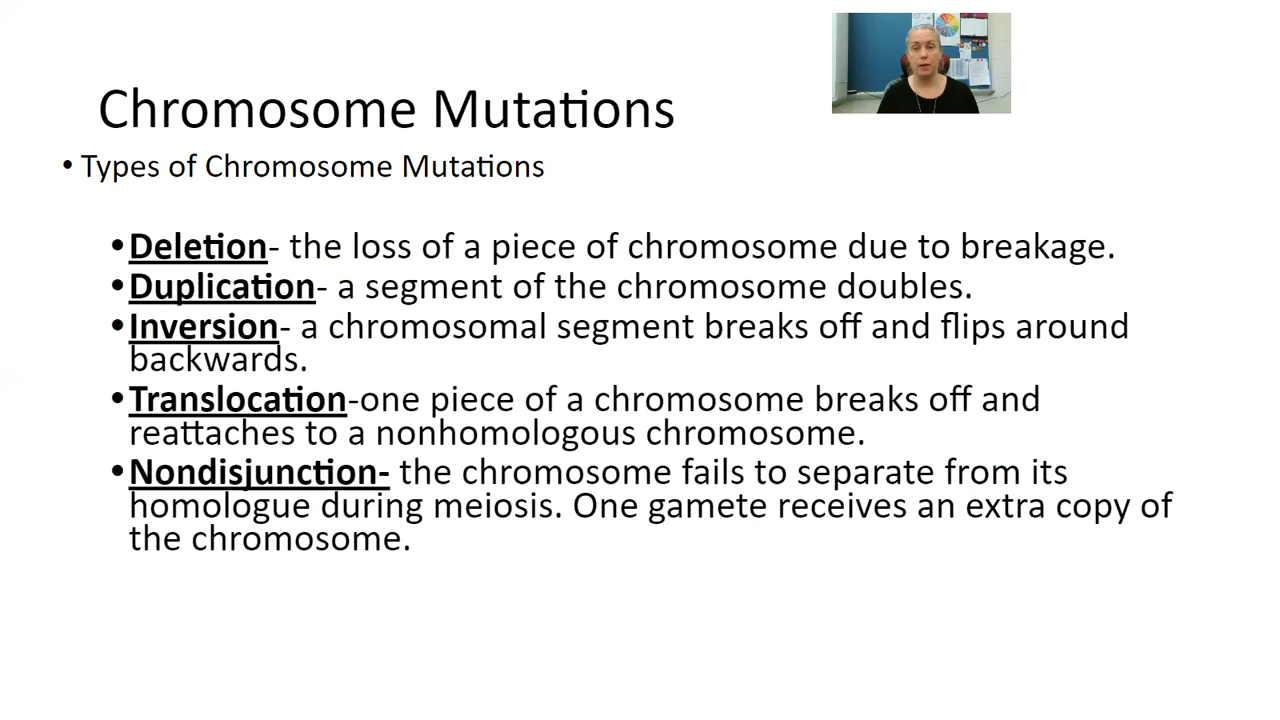 Chromosome Mutations
• Types of Chromosome Mutations
•Deletion- the loss of a piece of chromosome due to breakage.
•Duplication- a segment of the chromosome doubles.
•Inversion- a chromosomal segment breaks off and flips around
backwards.
•Translocation-one piece of a chromosome breaks off and
reattaches to a nonhomologous chromosome.
•Nondisjunction- the chromosome fails to separate from its
homologue during meiosis. One gamete receives an extra copy of
the chromosome.